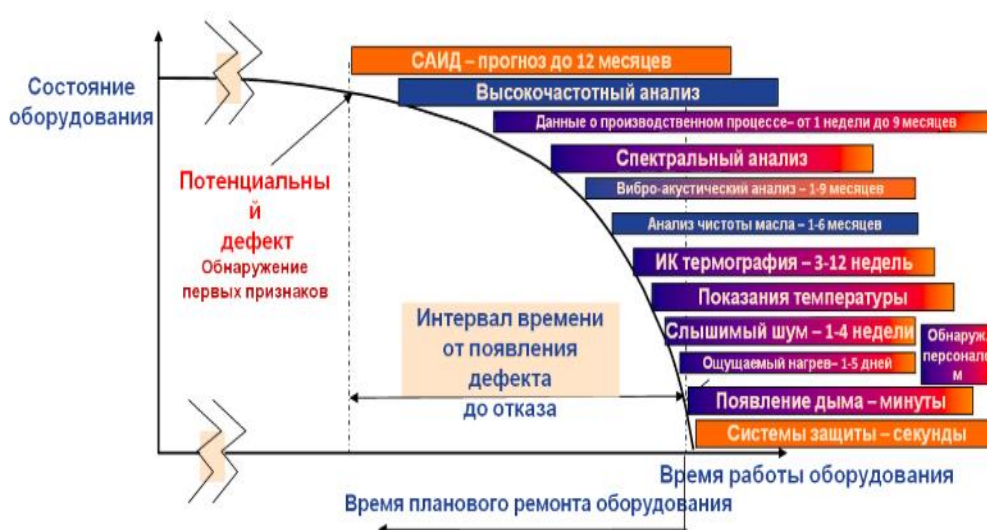 САИД – прогноз до 12 месяцев
Состояние
оборудования
Высокочастотный анализ
Данные о производственном процессе– от 1 недели до 9 месяцев
Спектральный анализ
Потенциальны
й
дефект
Обнаружение
первых признаков
Вибро-акустический анализ – 1-9 месяцев
Анализ чистоты масла – 1-6 месяцев
ИК термография – 3-12 недель
Показания температуры
Интервал времени
от появления
дефекта
до отказа
Слышимый шум – 1-4 недели
Обнаруж
персонало
м
Ощущаемый нагрев– 1-5 дней
Появление дыма – минуты
Системы защиты – секунды
Время работы оборудования
Время планового ремонта оборудования